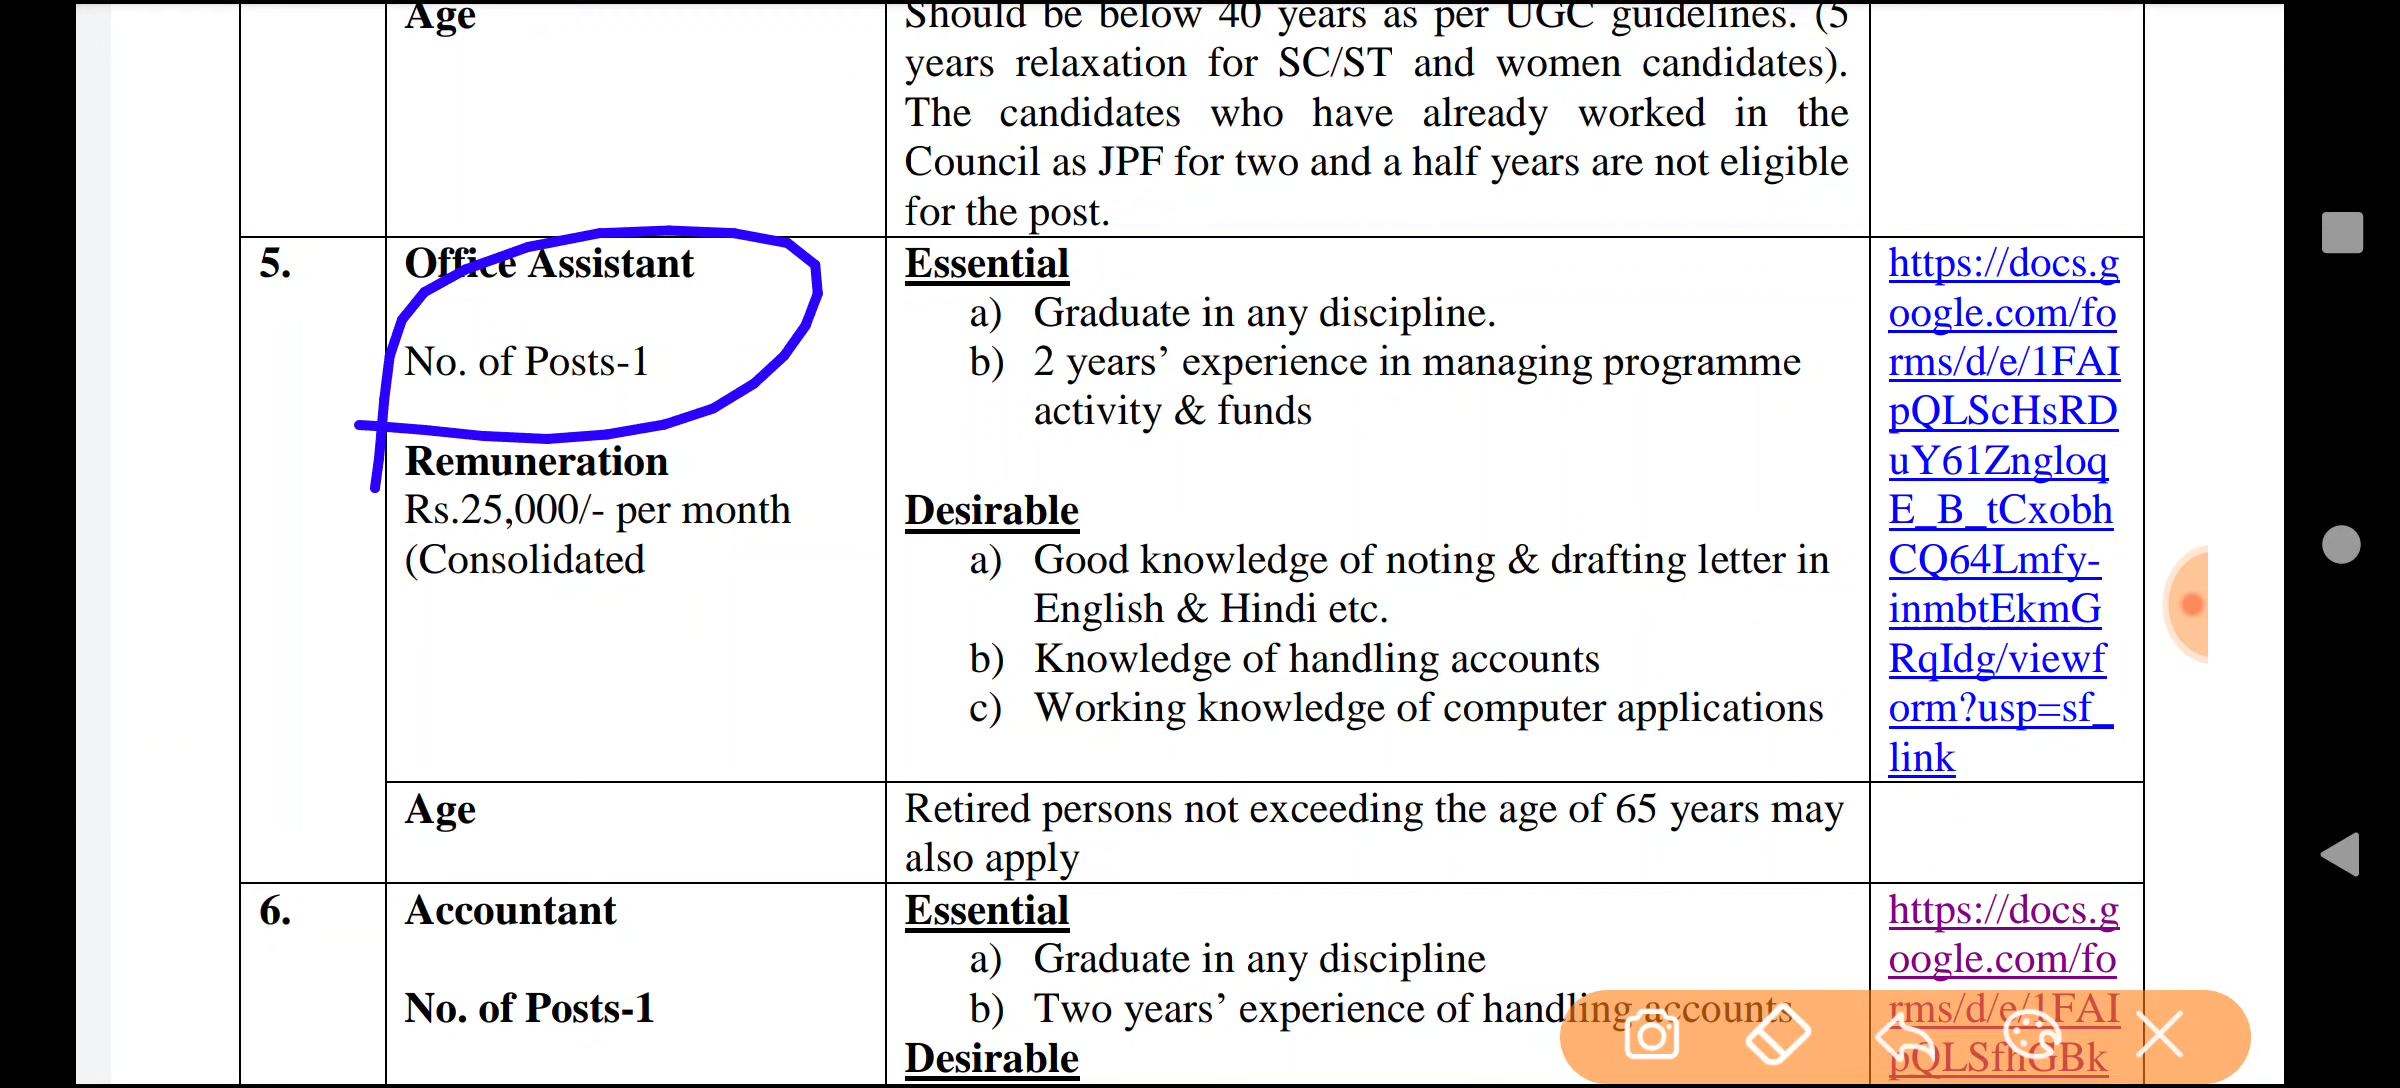 Age
Should be below 40 years as per UGC guidelines. (5
years relaxation for SC/ST and women candidates).
The candidates who have already worked in the
Council as JPF for two and a half years are not eligible
for the post.
5.
Office Assistant
No. of Posts-1
Remuneration
Rs.25,000/- per month
(Consolidated
Essential
a) Graduate in any discipline.
b) 2 years’ experience in managing programme
activity & funds
Desirable
a) Good knowledge of noting & drafting letter in
English & Hindi etc.
b) Knowledge of handling accounts
c) Working knowledge of computer applications
https://docs.g
oogle.com/fo
rms/d/e/1FAI
pQLScHsRD
uY61Zngloq
E_B_tCxobh
CQ64Lmfy-
inmbtEkmG
RqIdg/viewf
orm?usp=sf_
link
Age
Retired persons not exceeding the age of 65 years may
also apply
6.
Accountant
No. of Posts-1
Essential
a) Graduate in any discipline
b) Two years’ experience of handling accounts
Desirable
https://docs.g
oogle.com/fo
rms/d/e/1FAI
pQLSfhGBk